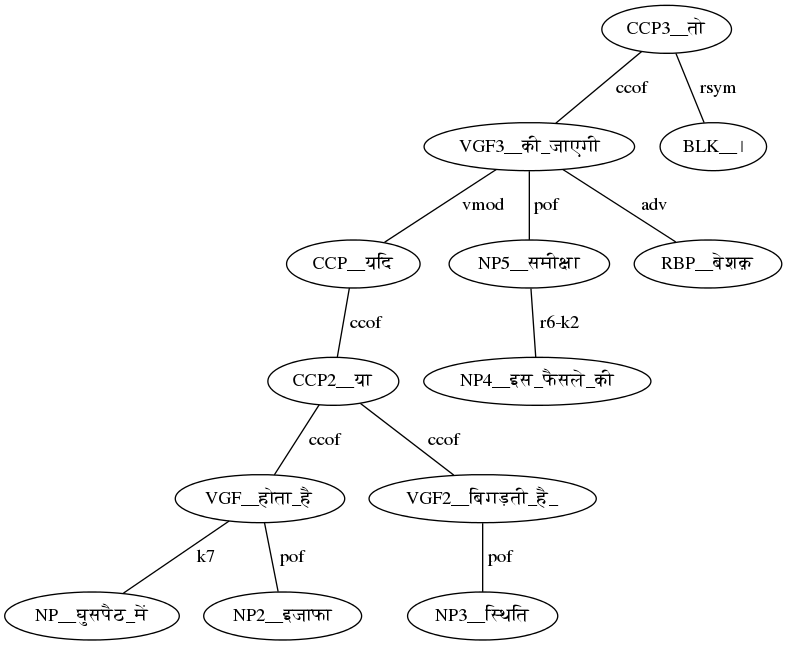 CCP3__तो
ccof rsym
VGF3__की_जाएगी BLK__।
vmod pof adv
CCP__यदि NP5__समीक्षा RBP__बेशक़
ccof r6-k2
CCP2__या NP4__इस_फैसले_की
ccof ccof
VGF__होता_है VGF2__बिगड़ती_है_
k7 pof pof
NP__घुसपैठ_में NP2__इजाफा NP3__स्थिति